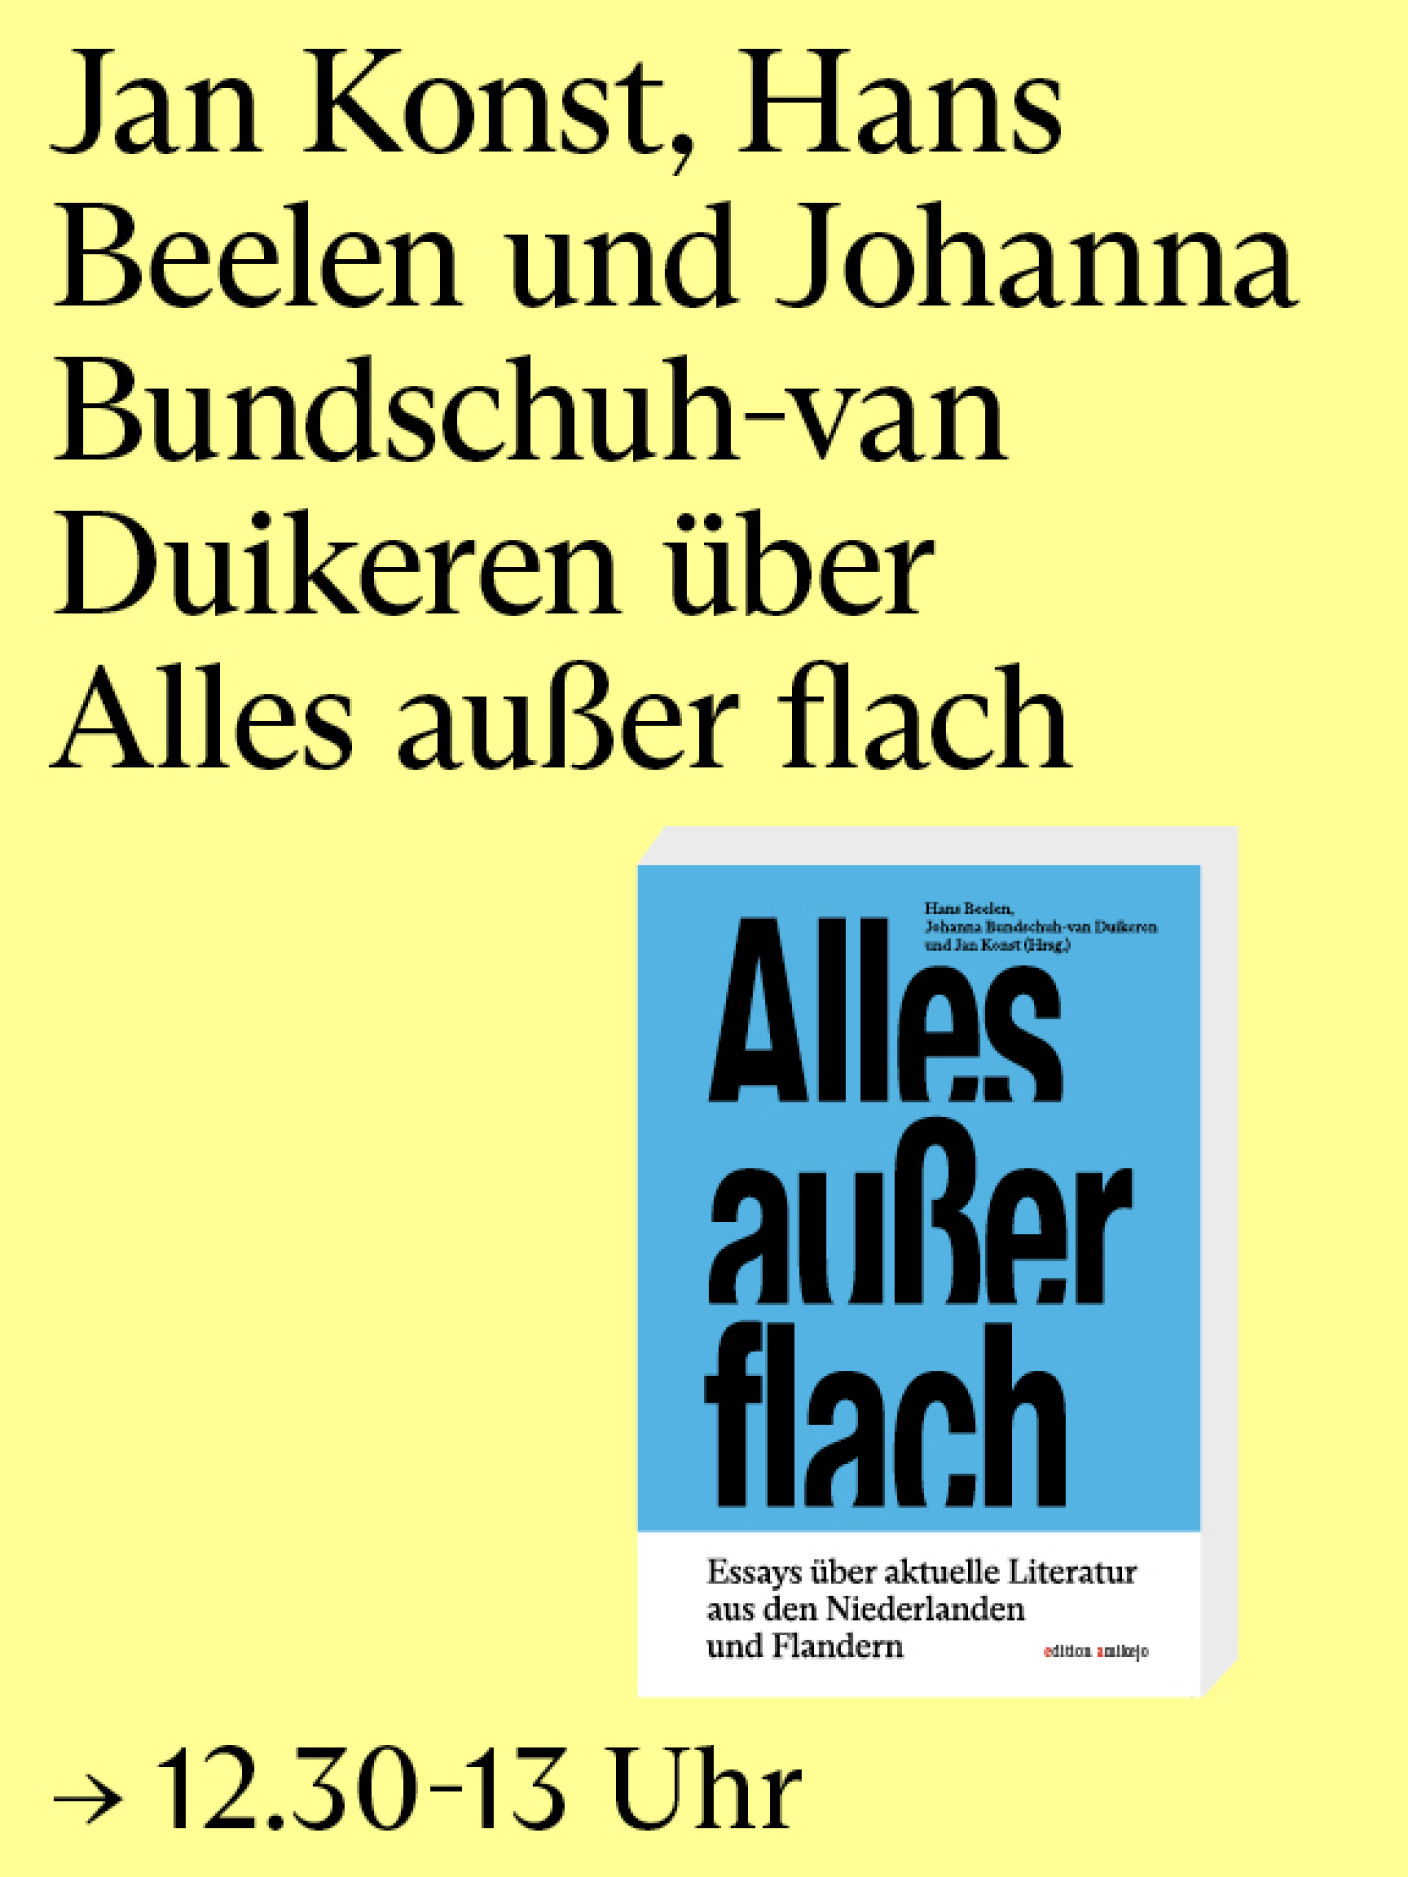 Jan Konst, Hans
Beelen und Johanna
Bundschuh-van
Duikeren über
Alles außer flach
Hans Beelen,
Johanna Bundschuh-van Duikeren
und Jan Konst (Hrsg.)
Alles
außer
flach
Essays über aktuelle Literatur
aus den Niederlanden
und Flandern
edition amikejo
→ 12.30-13 Uhr